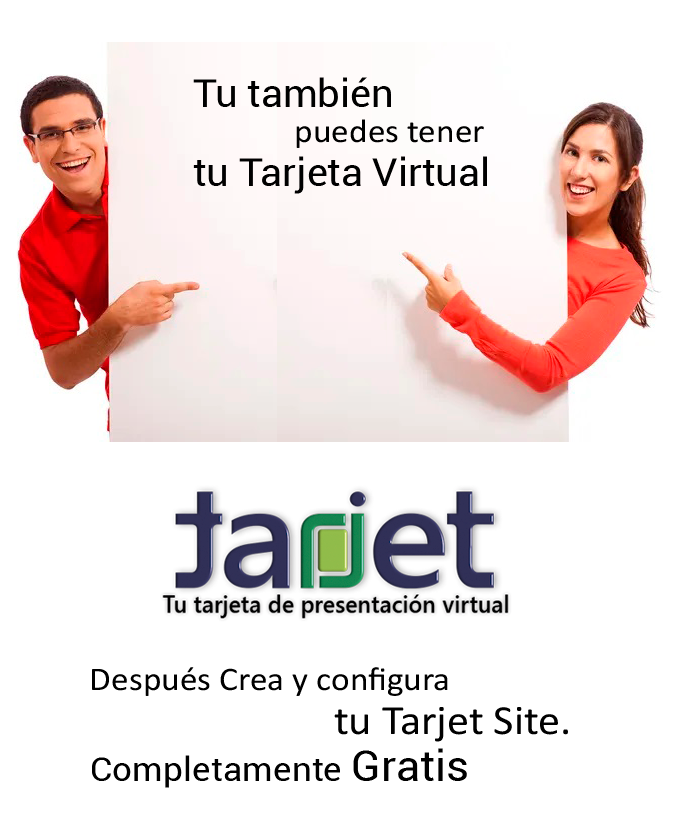 Tu también
puedes tener
tu Tarjeta Virtual
tarjet
Tu tarjeta de presentación virtual
Después Crea y configura
tu Tarjet Site.
Completamente Gratis